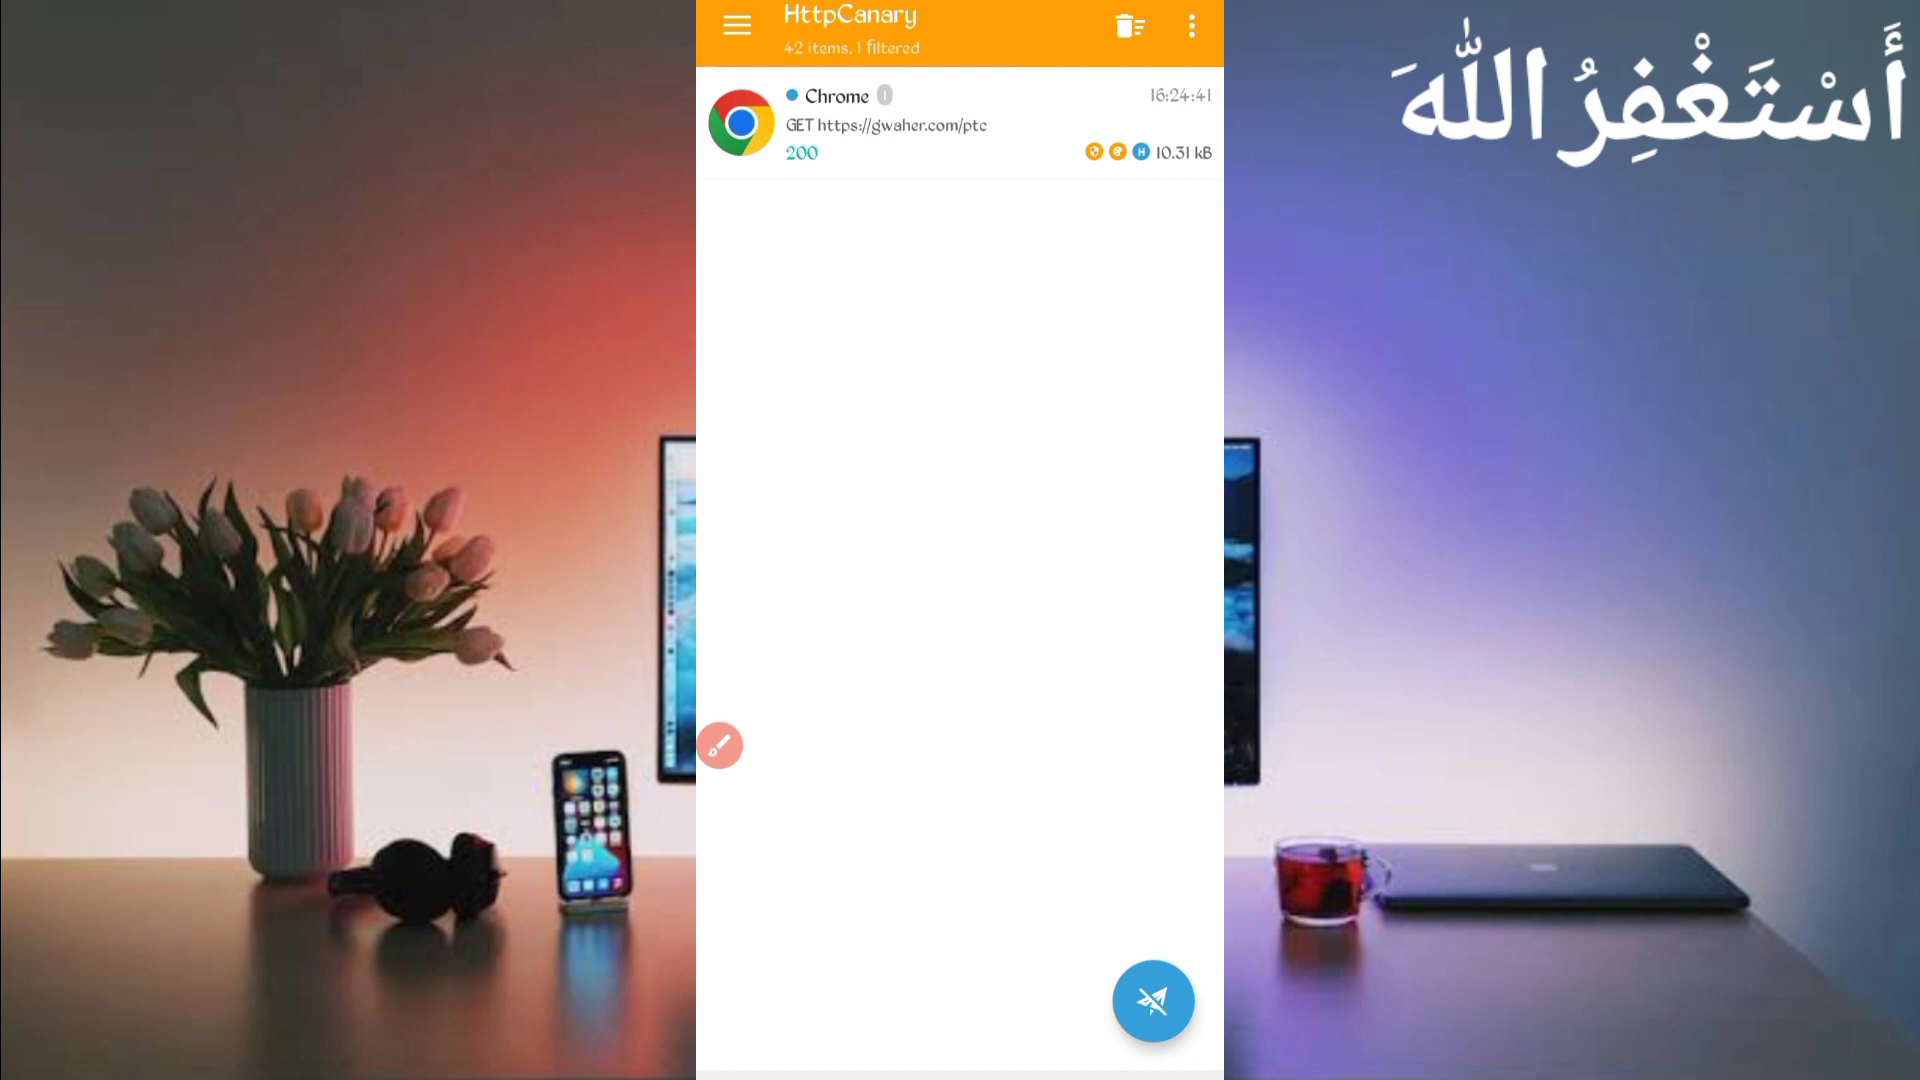 HttpCanary
42 items, 1 filtered
Chrome 1
16:24:41
GET https://gwaher.com/ptc
200
H 10.31 kB
أَسْتَغْفِرُ اللّٰهَ